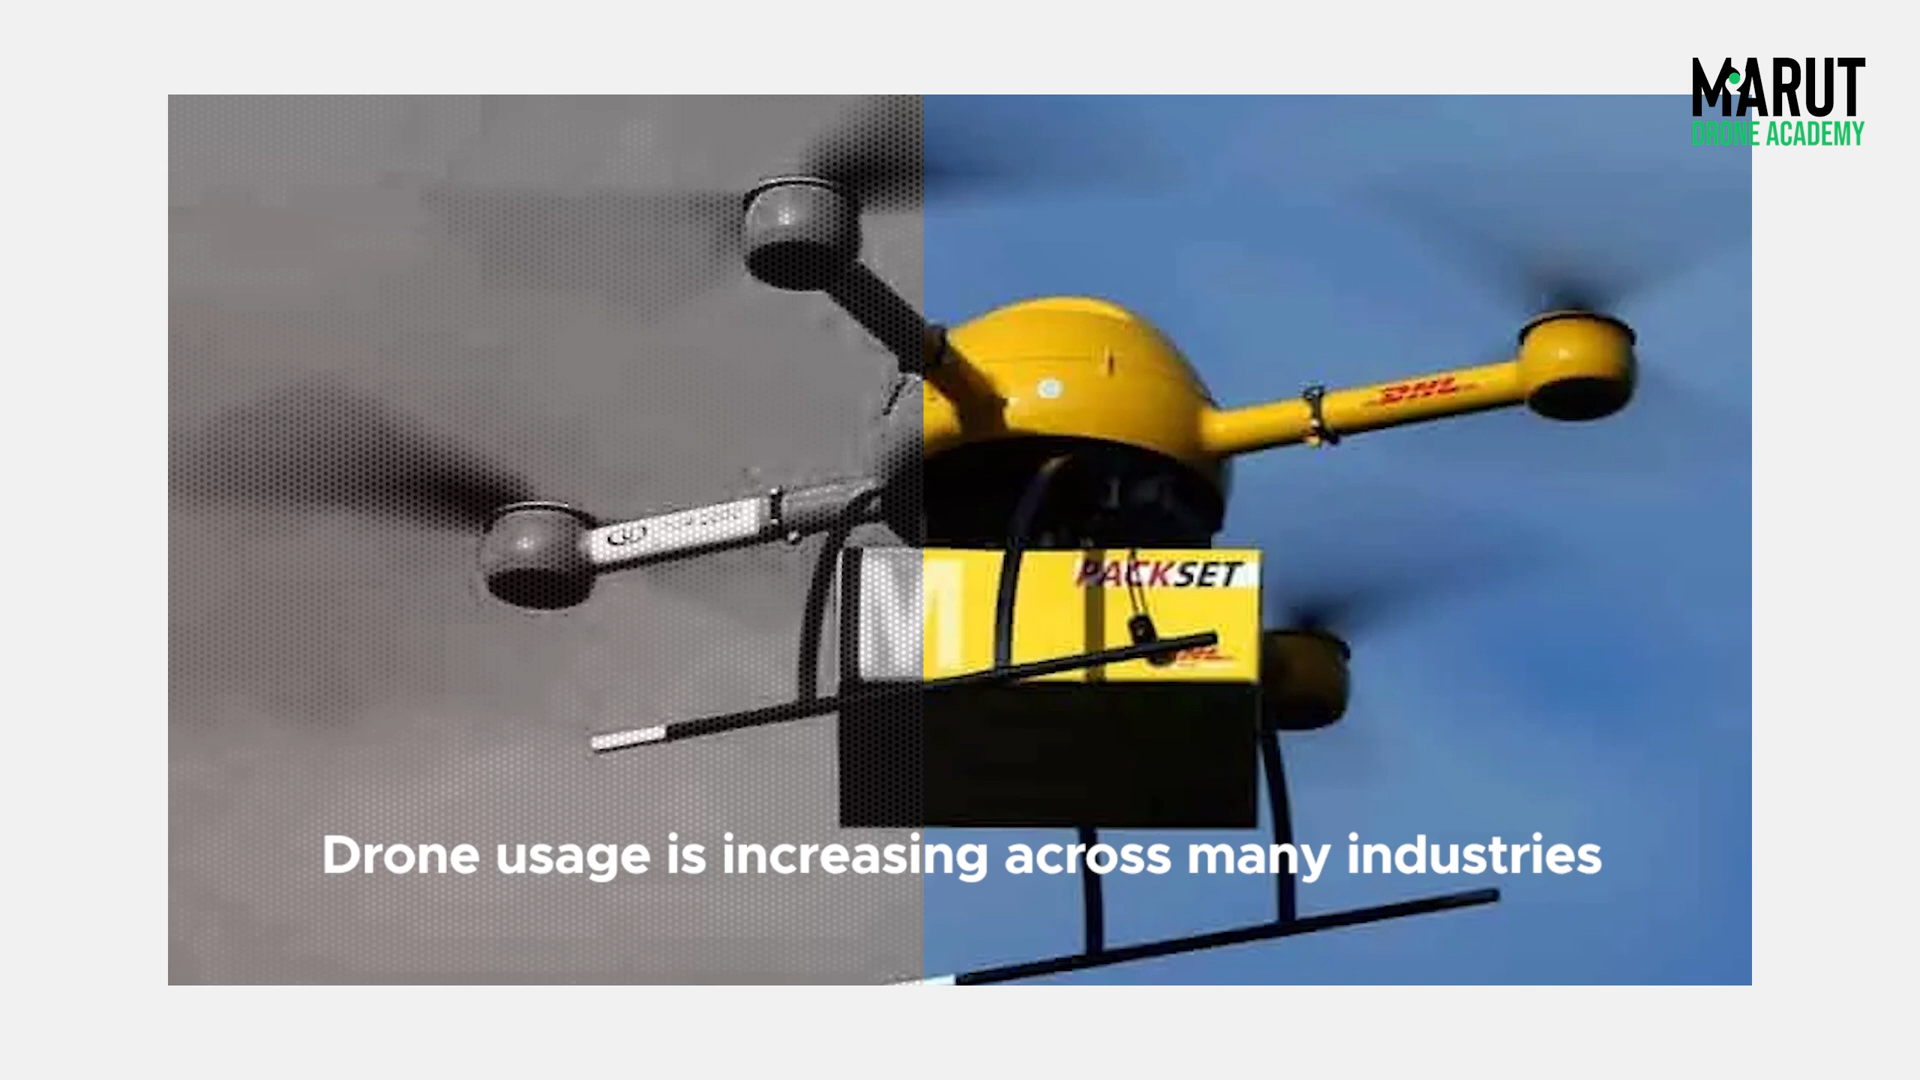 MARUT
DRONE ACADEMY
DHL
PACKSET
Drone usage is increasing across many industries